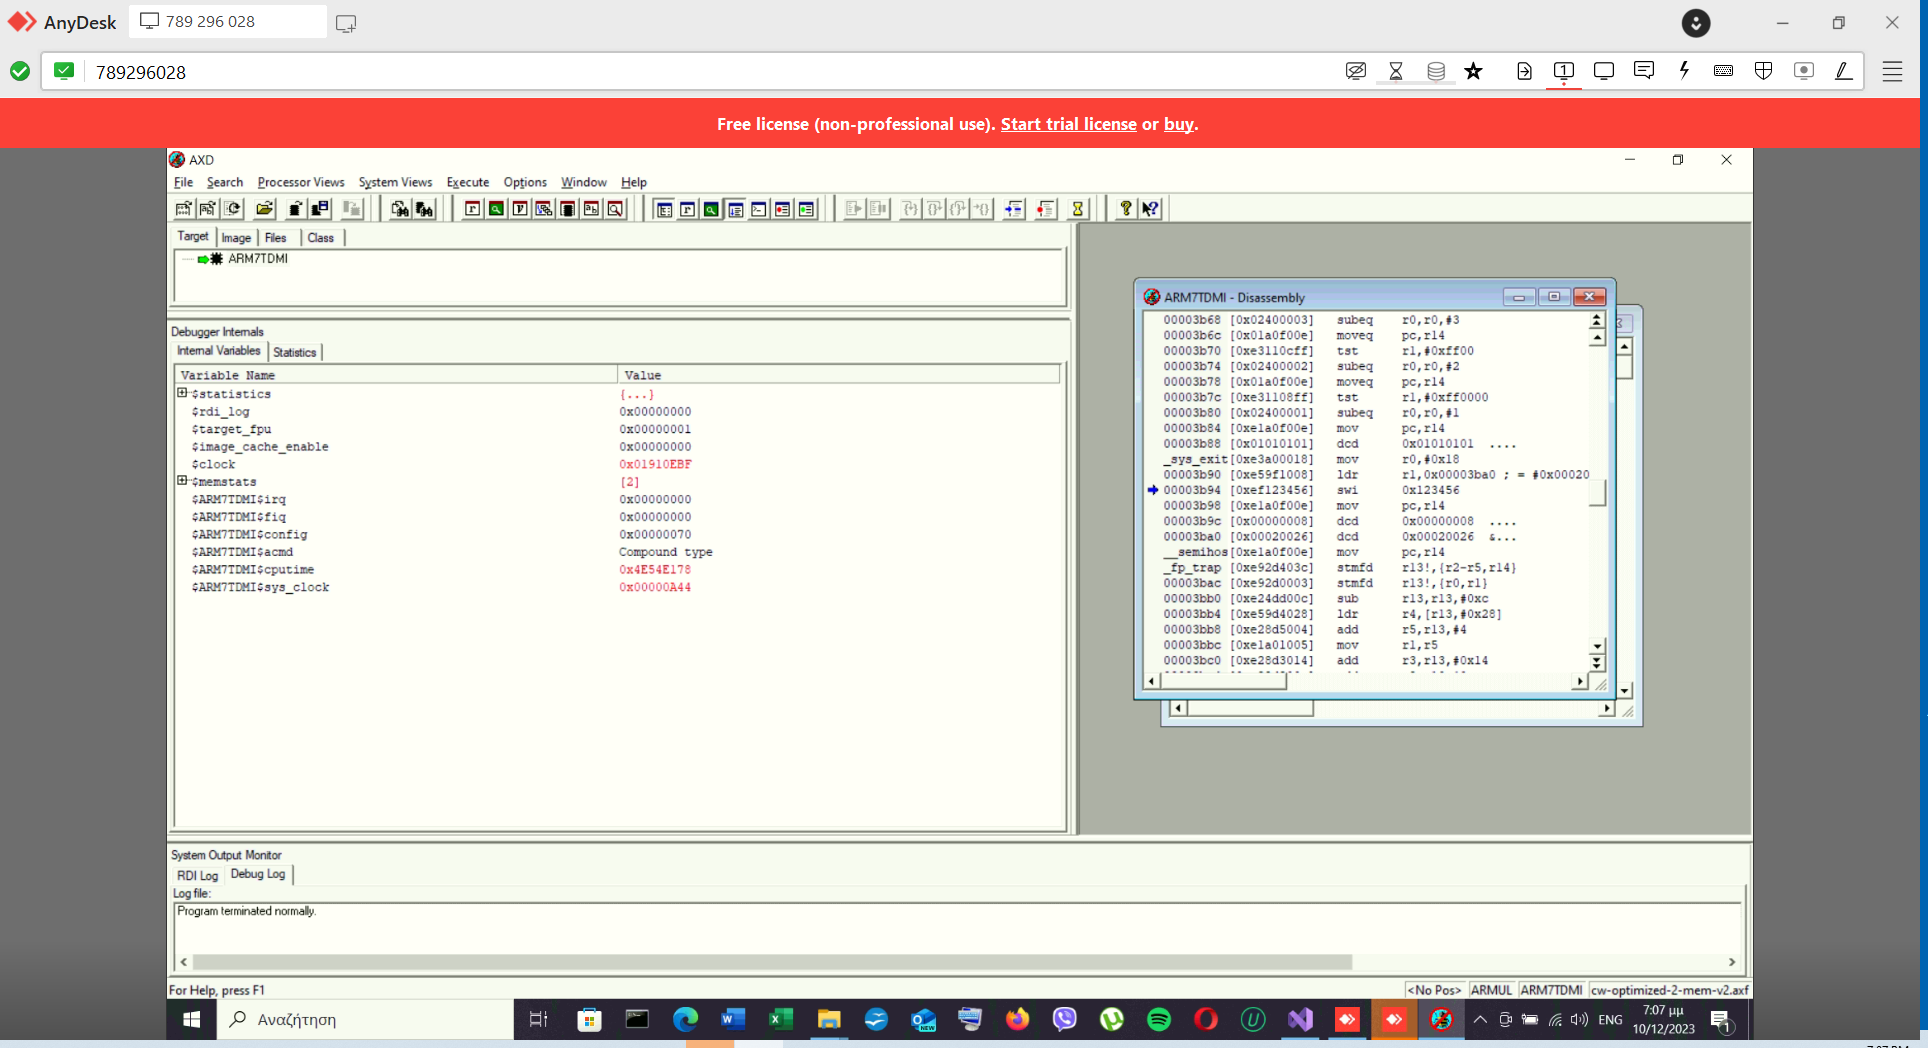 AnyDesk
789 296 028
789296028
Free license (non-professional use). Start trial license or buy.
AXD
File Search Processor Views System Views Execute Options Window Help
Target Image Files Class
ARM7TDMI
Debugger Internals
Internal Variables Statistics
Variable Name Value
$statistics {...}
$rdi_log 0x00000000
$target_fpu 0x00000001
$image_cache_enable 0x00000000
$clock 0x01910EBF
$memstats [2]
$ARM7TDMI$irq 0x00000000
$ARM7TDMI$fiq 0x00000000
$ARM7TDMI$config 0x00000070
$ARM7TDMI$acmd Compound type
$ARM7TDMI$cputime 0x4E54E178
$ARM7TDMI$sys_clock 0x00000A44
ARM7TDMI - Disassembly
00003b68 [0x02400003] subeq r0,r0,#3
00003b6c [0x01a0f00e] moveq pc,r14
00003b70 [0xe3110cff] tst r1,#0xff00
00003b74 [0x02400002] subeq r0,r0,#2
00003b78 [0x01a0f00e] moveq pc,r14
00003b7c [0xe31108ff] tst r1,#0xff0000
00003b80 [0x02400001] subeq r0,r0,#1
00003b84 [0xe1a0f00e] mov pc,r14
00003b88 [0x01010101] dcd 0x01010101 ....
_sys_exit[0xe3a00018] mov r0,#0x18
00003b90 [0xe59f1008] ldr r1,0x00003ba0 ; = #0x00020
00003b94 [0xef123456] swi 0x123456
00003b98 [0xe1a0f00e] mov pc,r14
00003b9c [0x00000008] dcd 0x00000008 ....
00003ba0 [0x00020026] dcd 0x00020026 &...
__semihos[0xe1a0f00e] mov pc,r14
_fp_trap [0xe92d403c] stmfd r13!,{r2-r5,r14}
00003bac [0xe92d0003] stmfd r13!,{r0,r1}
00003bb0 [0xe24dd00c] sub r13,r13,#0xc
00003bb4 [0xe59d4028] ldr r4,[r13,#0x28]
00003bb8 [0xe28d5004] add r5,r13,#4
00003bbc [0xe1a01005] mov r1,r5
00003bc0 [0xe28d3014] add r3,r13,#0x14
System Output Monitor
RDI Log Debug Log
Log file:
Program terminated normally.
For Help, press F1
<No Pos> ARMUL ARM7TDMI cw-optimized-2-mem-v2.axf
Αναζήτηση
ENG
7:07 μμ
10/12/2023
1